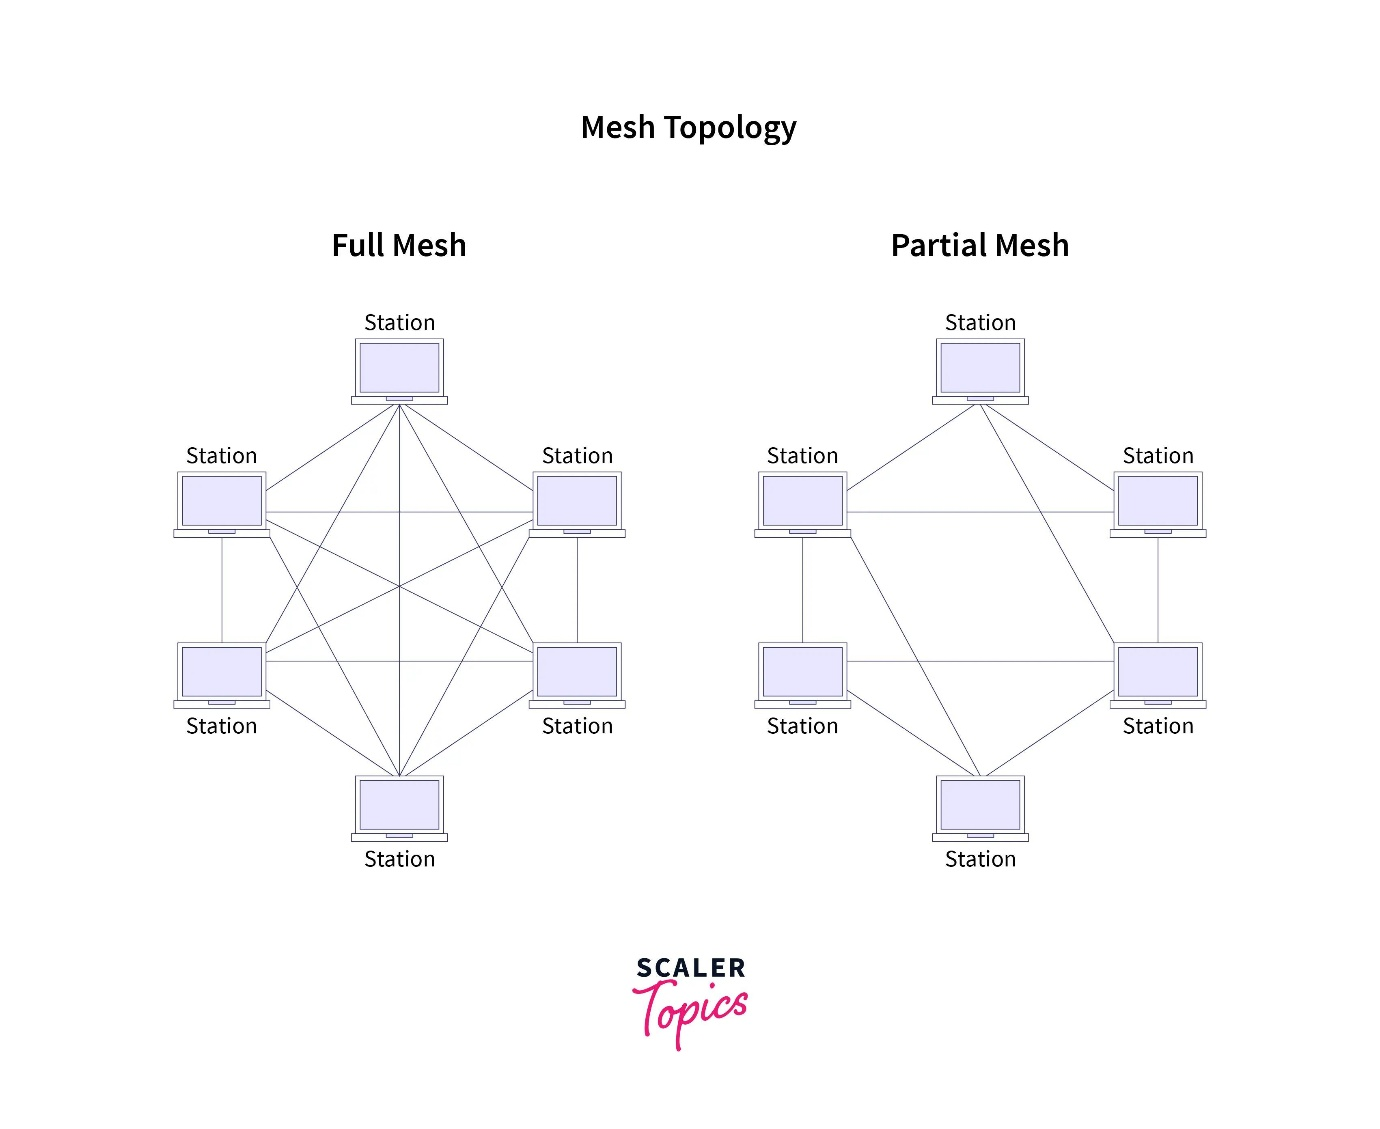 Mesh Topology
Full Mesh
Station
Station
Station
Station
Station
Station
Partial Mesh
Station
Station
Station
Station
Station
Station
SCALER
Topics